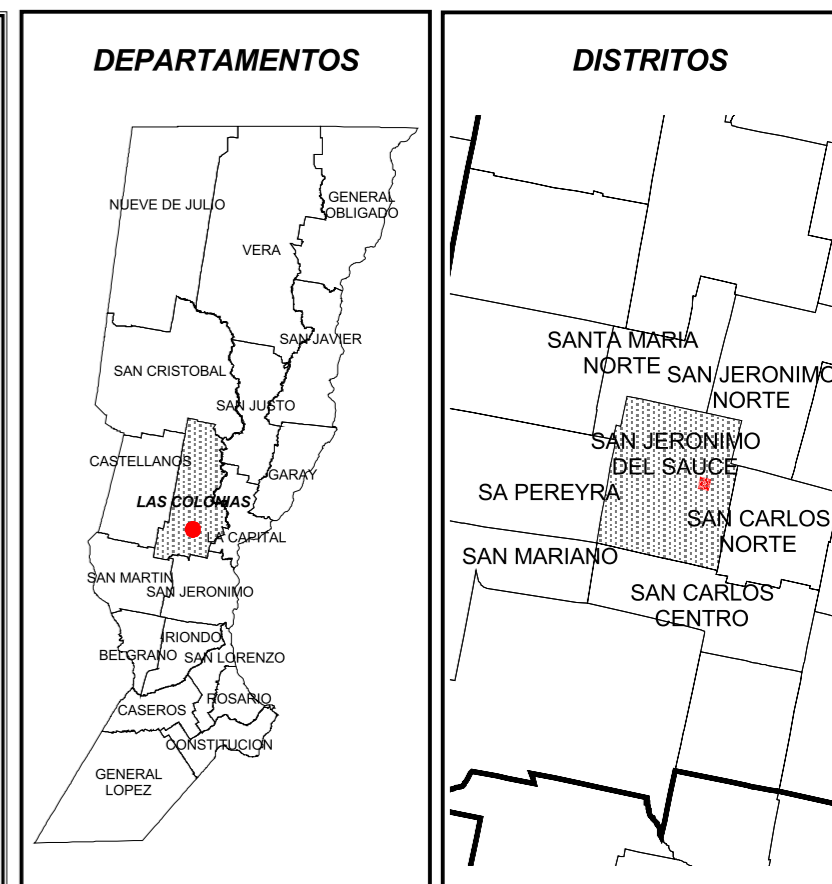 DEPARTAMENTOS
NUEVE DE JULIO
GENERAL
OBLIGADO
VERA
SAN JAVIER
SAN CRISTOBAL
SAN JUSTO
CASTELLANOS
GARAY
LAS COLONIAS
LA CAPITAL
SAN MARTIN
SAN JERONIMO
IRIONDO
BELGRANO
SAN LORENZO
CASEROS
ROSARIO
CONSTITUCION
GENERAL
LOPEZ
DISTRITOS
SANTA MARIA
NORTE
SAN JERONIMO
NORTE
SAN JERONIMO
DEL SAUCE
SA PEREYRA
SAN CARLOS
NORTE
SAN MARIANO
SAN CARLOS
CENTRO